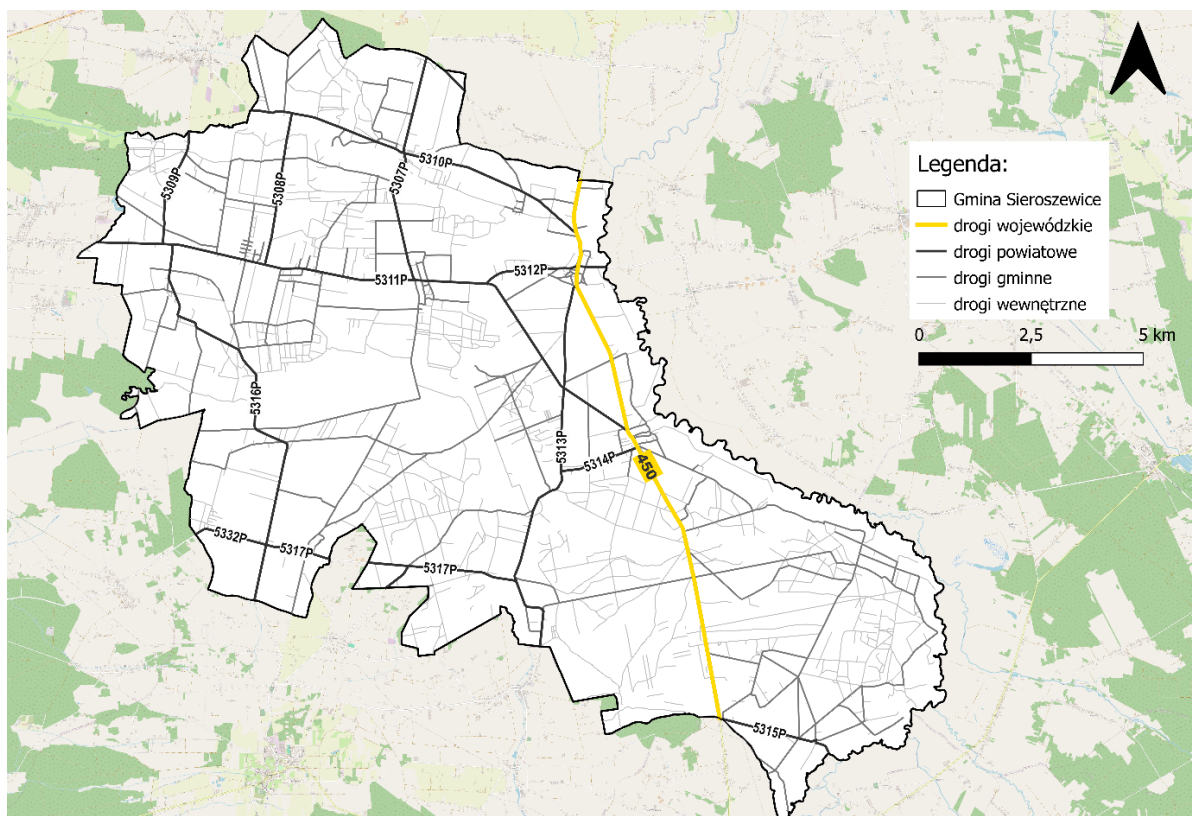 Legenda:
Gmina Sieroszewice
drogi wojewódzkie
drogi powiatowe
drogi gminne
drogi wewnętrzne
0 2,5 5 km
5310P
5309P
5308P
5307P
5312P
5311P
5316P
5313P
5314P
450
5332P
5317P
5317P
5315P